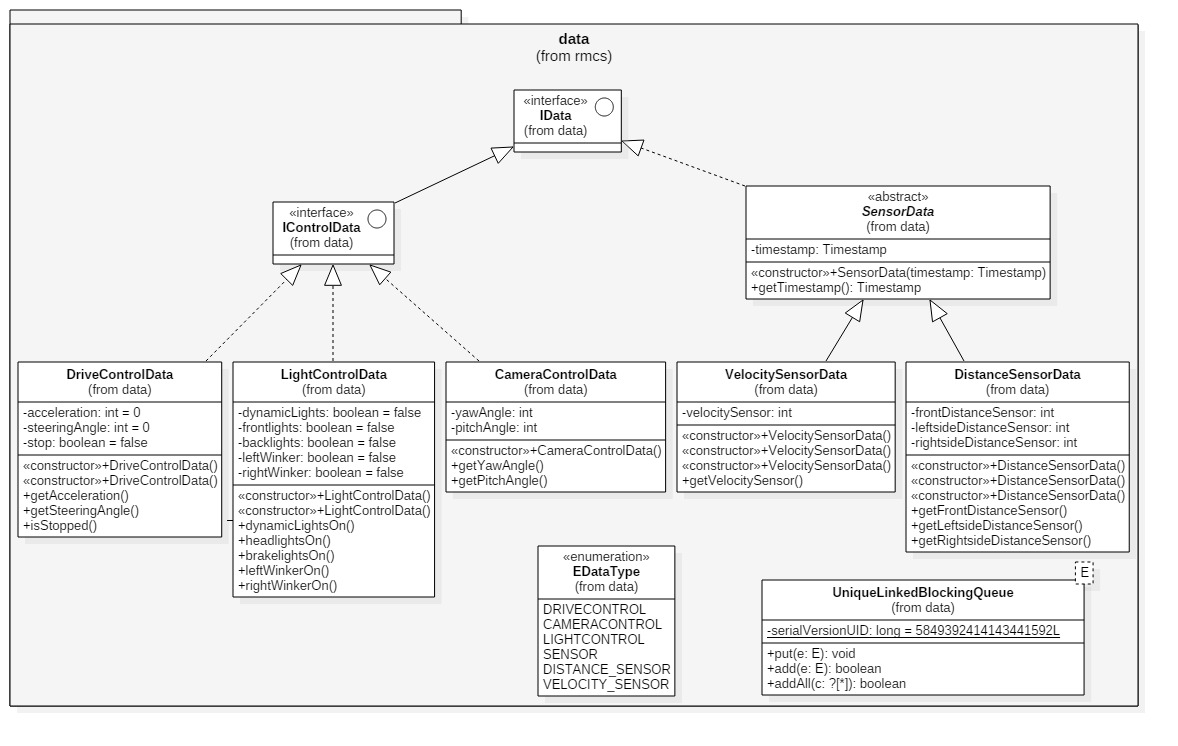 data
(from rmcs)
«interface»
IData
(from data)
«interface»
IControlData
(from data)
«abstract»
SensorData
(from data)
-timestamp: Timestamp
«constructor»+SensorData(timestamp: Timestamp)
+getTimestamp(): Timestamp
DriveControlData
(from data)
-acceleration: int = 0
-steeringAngle: int = 0
-stop: boolean = false
«constructor»+DriveControlData()
«constructor»+DriveControlData()
+getAcceleration()
+getSteeringAngle()
+isStopped()
LightControlData
(from data)
-dynamicLights: boolean = false
-frontlights: boolean = false
-backlights: boolean = false
-leftWinker: boolean = false
-rightWinker: boolean = false
«constructor»+LightControlData()
«constructor»+LightControlData()
+dynamicLightsOn()
+headlightsOn()
+brakelightsOn()
+leftWinkerOn()
+rightWinkerOn()
CameraControlData
(from data)
-yawAngle: int
-pitchAngle: int
«constructor»+CameraControlData()
+getYawAngle()
+getPitchAngle()
VelocitySensorData
(from data)
-velocitySensor: int
«constructor»+VelocitySensorData()
«constructor»+VelocitySensorData()
«constructor»+VelocitySensorData()
+getVelocitySensor()
DistanceSensorData
(from data)
-frontDistanceSensor: int
-leftsideDistanceSensor: int
-rightsideDistanceSensor: int
«constructor»+DistanceSensorData()
«constructor»+DistanceSensorData()
«constructor»+DistanceSensorData()
+getFrontDistanceSensor()
+getLeftsideDistanceSensor()
+getRightsideDistanceSensor()
«enumeration»
EDataType
(from data)
DRIVECONTROL
CAMERACONTROL
LIGHTCONTROL
SENSOR
DISTANCE_SENSOR
VELOCITY_SENSOR
E
UniqueLinkedBlockingQueue
(from data)
-serialVersionUID: long = 5849392414143441592L
+put(e: E): void
+add(e: E): boolean
+addAll(c: ?[*]): boolean